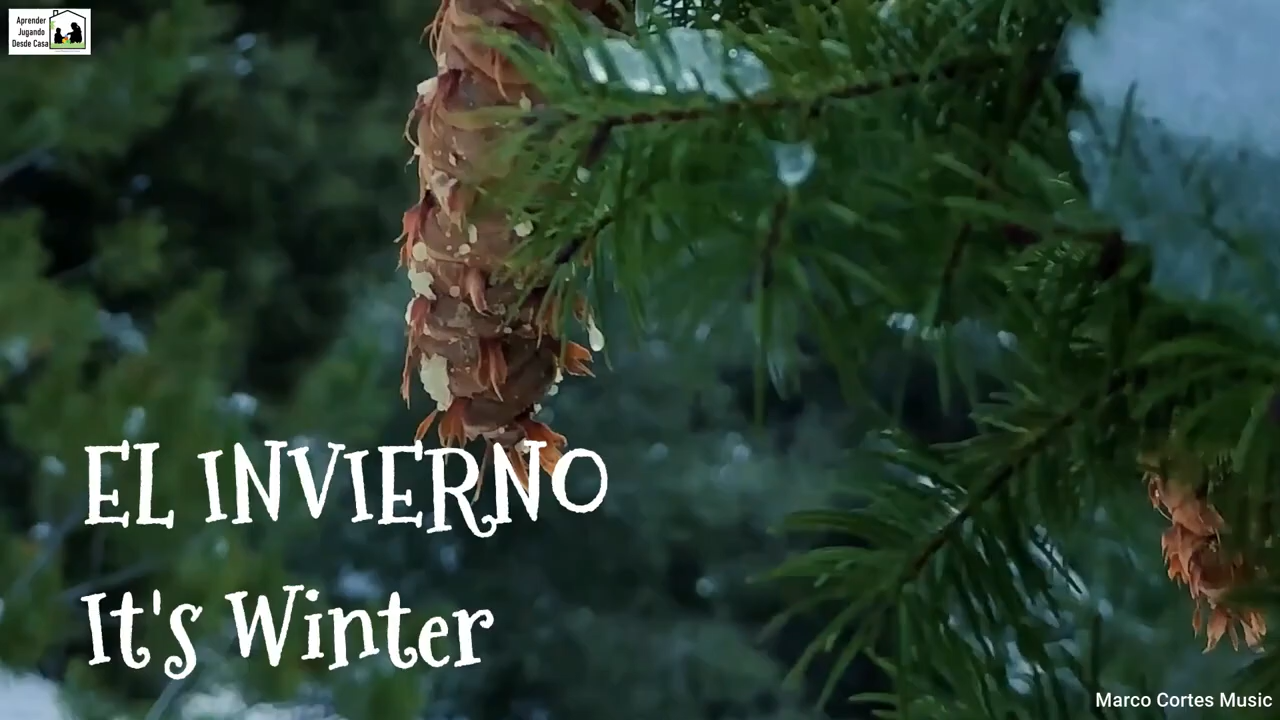 Aprender
Jugando
Desde Casa
EL INVIERNO
It's Winter
Marco Cortes Music